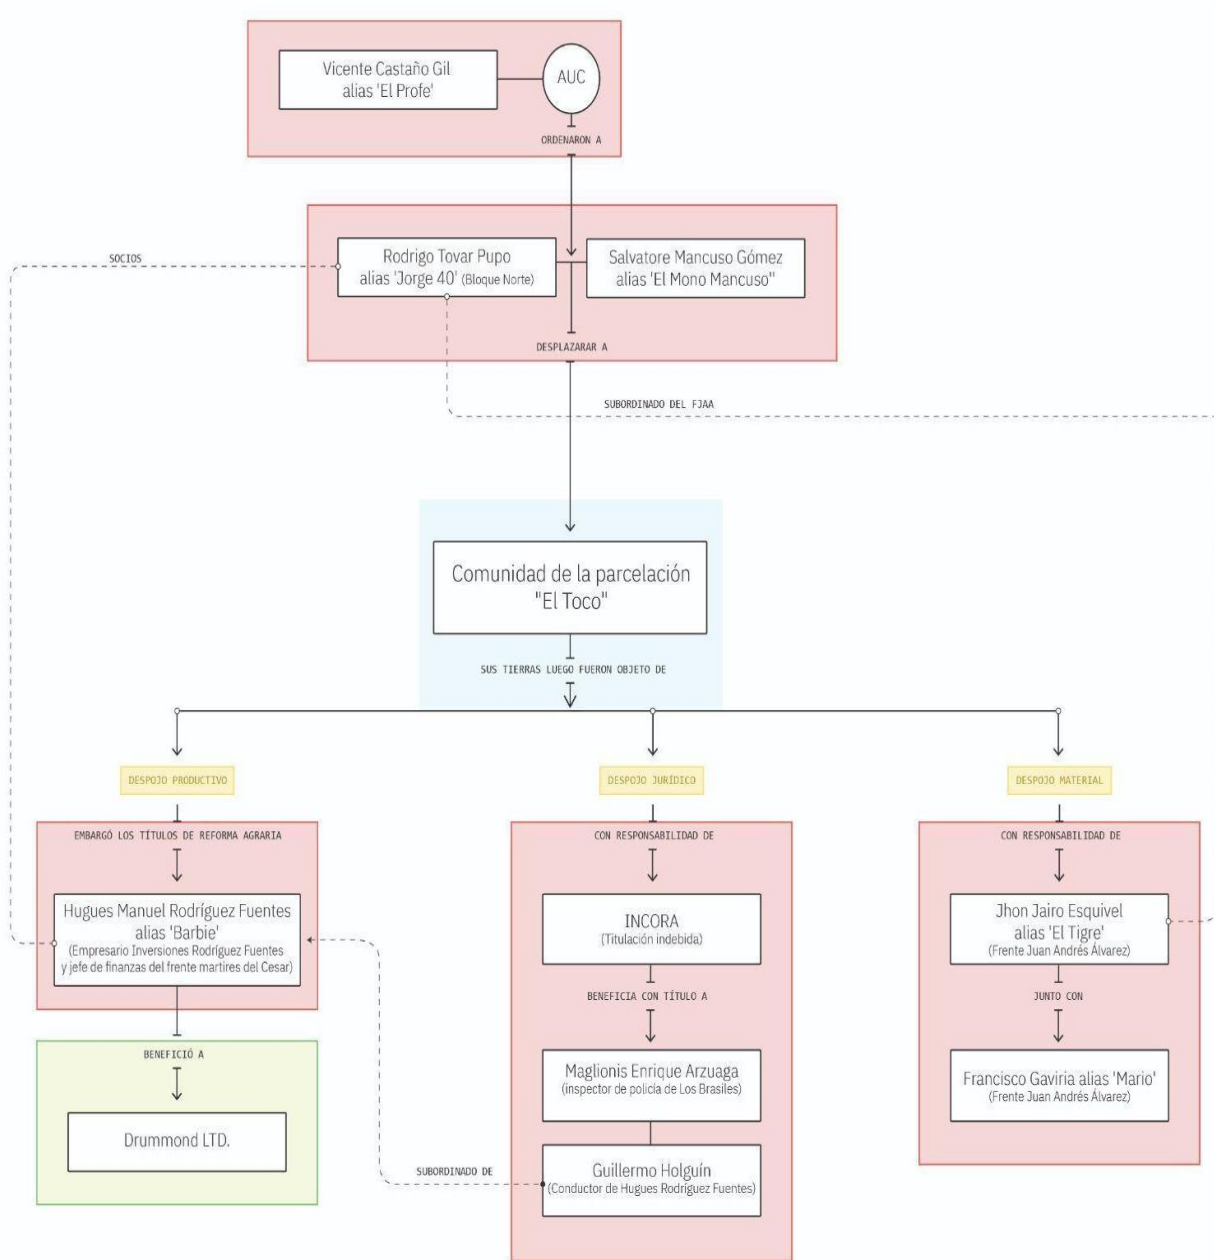 Vicente Castaño Gil
alias 'El Profe'
AUC
ORDENARON A
SOCIOS
Rodrigo Tovar Pupo
alias 'Jorge 40' (Bloque Norte)
Salvatore Mancuso Gómez
alias 'El Mono Mancuso"
DESPLAZARAR A
SUBORDINADO DEL FJAA
Comunidad de la parcelación
"El Toco"
SUS TIERRAS LUEGO FUERON OBJETO DE
DESPOJO PRODUCTIVO
EMBARGÓ LOS TÍTULOS DE REFORMA AGRARIA
Hugues Manuel Rodríguez Fuentes
alias 'Barbie'
(Empresario Inversiones Rodríguez Fuentes
y jefe de finanzas del frente martires del Cesar)
BENEFICIÓ A
Drummond LTD.
DESPOJO JURÍDICO
CON RESPONSABILIDAD DE
INCORA
(Titulación indebida)
BENEFICIA CON TÍTULO A
Maglionis Enrique Arzuaga
(inspector de policía de Los Brasiles)
Guillermo Holguín
(Conductor de Hugues Rodríguez Fuentes)
SUBORDINADO DE
DESPOJO MATERIAL
CON RESPONSABILIDAD DE
Jhon Jairo Esquivel
alias 'El Tigre'
(Frente Juan Andrés Álvarez)
JUNTO CON
Francisco Gaviria alias 'Mario'
(Frente Juan Andrés Álvarez)